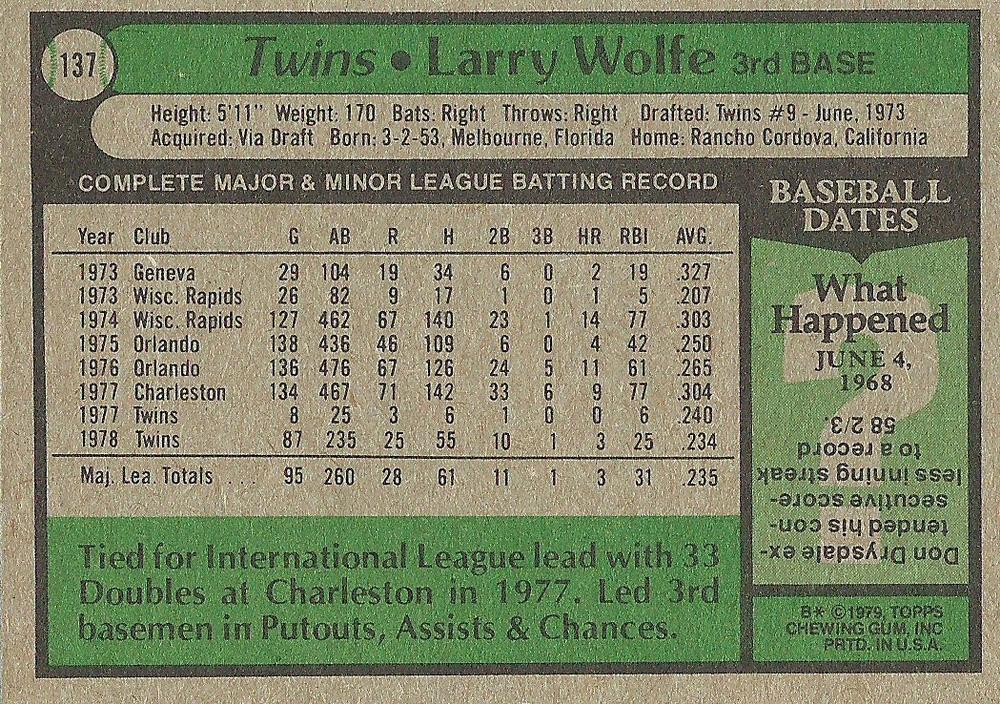 137
Twins • Larry Wolfe 3rd BASE
Height: 5'11" Weight: 170 Bats: Right Throws: Right Drafted: Twins #9 - June, 1973
Acquired: Via Draft Born: 3-2-53, Melbourne, Florida Home: Rancho Cordova, California
COMPLETE MAJOR & MINOR LEAGUE BATTING RECORD
Year Club G AB R H 2B 3B HR RBI AVG.
1973 Geneva 29 104 19 34 6 0 2 19 .327
1973 Wisc. Rapids 26 82 9 17 1 0 1 5 .207
1974 Wisc. Rapids 127 462 67 140 23 1 14 77 .303
1975 Orlando 138 436 46 109 6 0 4 42 .250
1976 Orlando 136 476 67 126 24 5 11 61 .265
1977 Charleston 134 467 71 142 33 6 9 77 .304
1977 Twins 8 25 3 6 1 0 0 6 .240
1978 Twins 87 235 25 55 10 1 3 25 .234
Maj. Lea. Totals . . . 95 260 28 61 11 1 3 31 .235
Tied for International League lead with 33
Doubles at Charleston in 1977. Led 3rd
basemen in Putouts, Assists & Chances.
BASEBALL
DATES
What
Happened
JUNE 4,
1968
?
Don Drysdale ex-
tended his con-
secutive score-
less inning streak
to a record
58 2/3.
B* ©1979 TOPPS
CHEWING GUM, INC
PRTD. IN U.S.A.